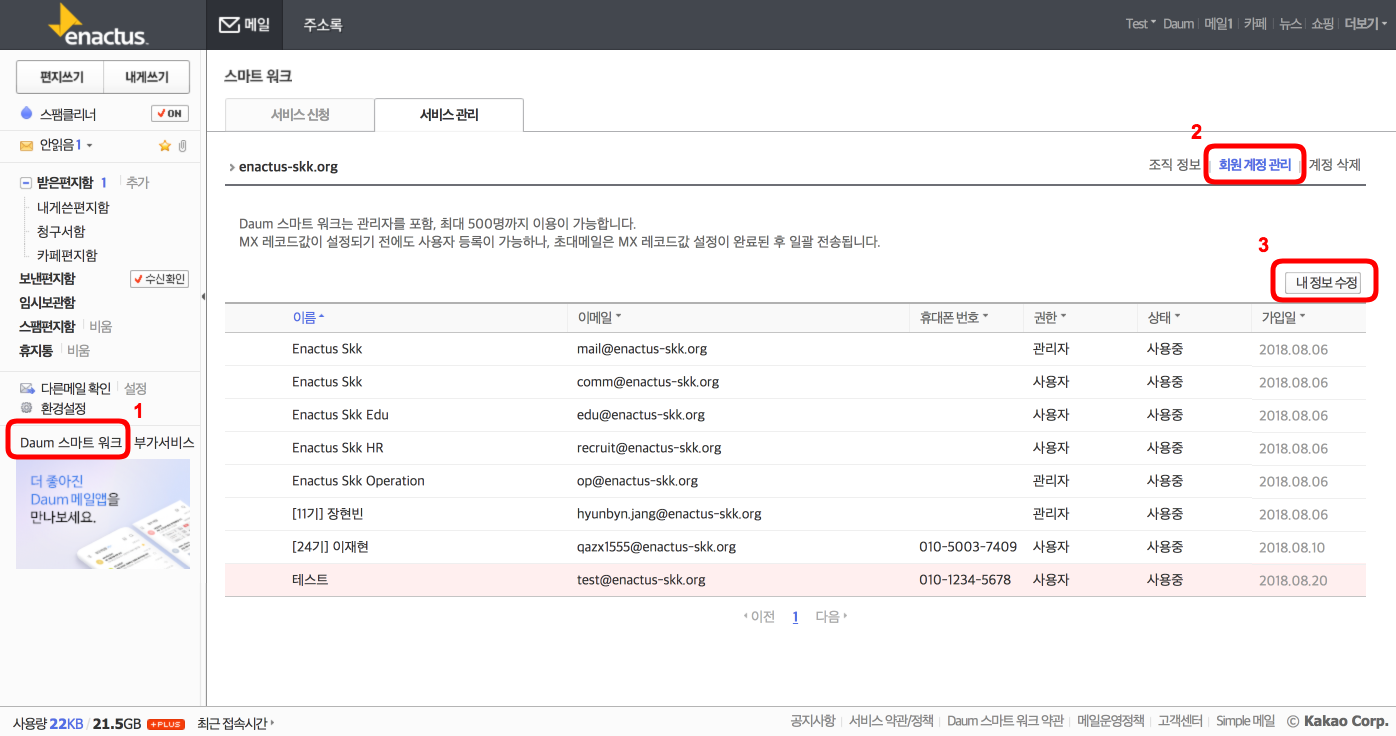 enactus.
메일
주소록
Test
Daum
메일1
카페
뉴스
쇼핑
더보기
편지쓰기
내게쓰기
스팸클리너
ON
안읽음 1
받은편지함 1
추가
내게쓴편지함
청구서함
카페편지함
보낸편지함
수신확인
임시보관함
스팸편지함
비움
휴지통
비움
다른메일 확인
설정
환경설정
1
Daum 스마트 워크
부가서비스
더 좋아진
Daum 메일앱을
만나보세요.
스마트 워크
서비스 신청
서비스 관리
2
enactus-skk.org
조직 정보
회원 계정 관리
계정 삭제
Daum 스마트 워크는 관리자를 포함, 최대 500명까지 이용이 가능합니다.
MX 레코드값이 설정되기 전에도 사용자 등록이 가능하나, 초대메일은 MX 레코드값 설정이 완료된 후 일괄 전송됩니다.
3
내 정보 수정
이름 이메일 휴대폰 번호 권한 상태 가입일
Enactus Skk mail@enactus-skk.org 관리자 사용중 2018.08.06
Enactus Skk comm@enactus-skk.org 사용자 사용중 2018.08.06
Enactus Skk Edu edu@enactus-skk.org 사용자 사용중 2018.08.06
Enactus Skk HR recruit@enactus-skk.org 사용자 사용중 2018.08.06
Enactus Skk Operation op@enactus-skk.org 관리자 사용중 2018.08.06
[11기] 장현빈 hyunbyn.jang@enactus-skk.org 관리자 사용중 2018.08.06
[24기] 이재현 qazx1555@enactus-skk.org 010-5003-7409 사용자 사용중 2018.08.10
테스트 test@enactus-skk.org 010-1234-5678 사용자 사용중 2018.08.20
이전 1 다음
사용량 22KB / 21.5GB +PLUS 최근 접속시간
공지사항 서비스 약관/정책 Daum 스마트 워크 약관 메일운영정책 고객센터 Simple 메일 © Kakao Corp.